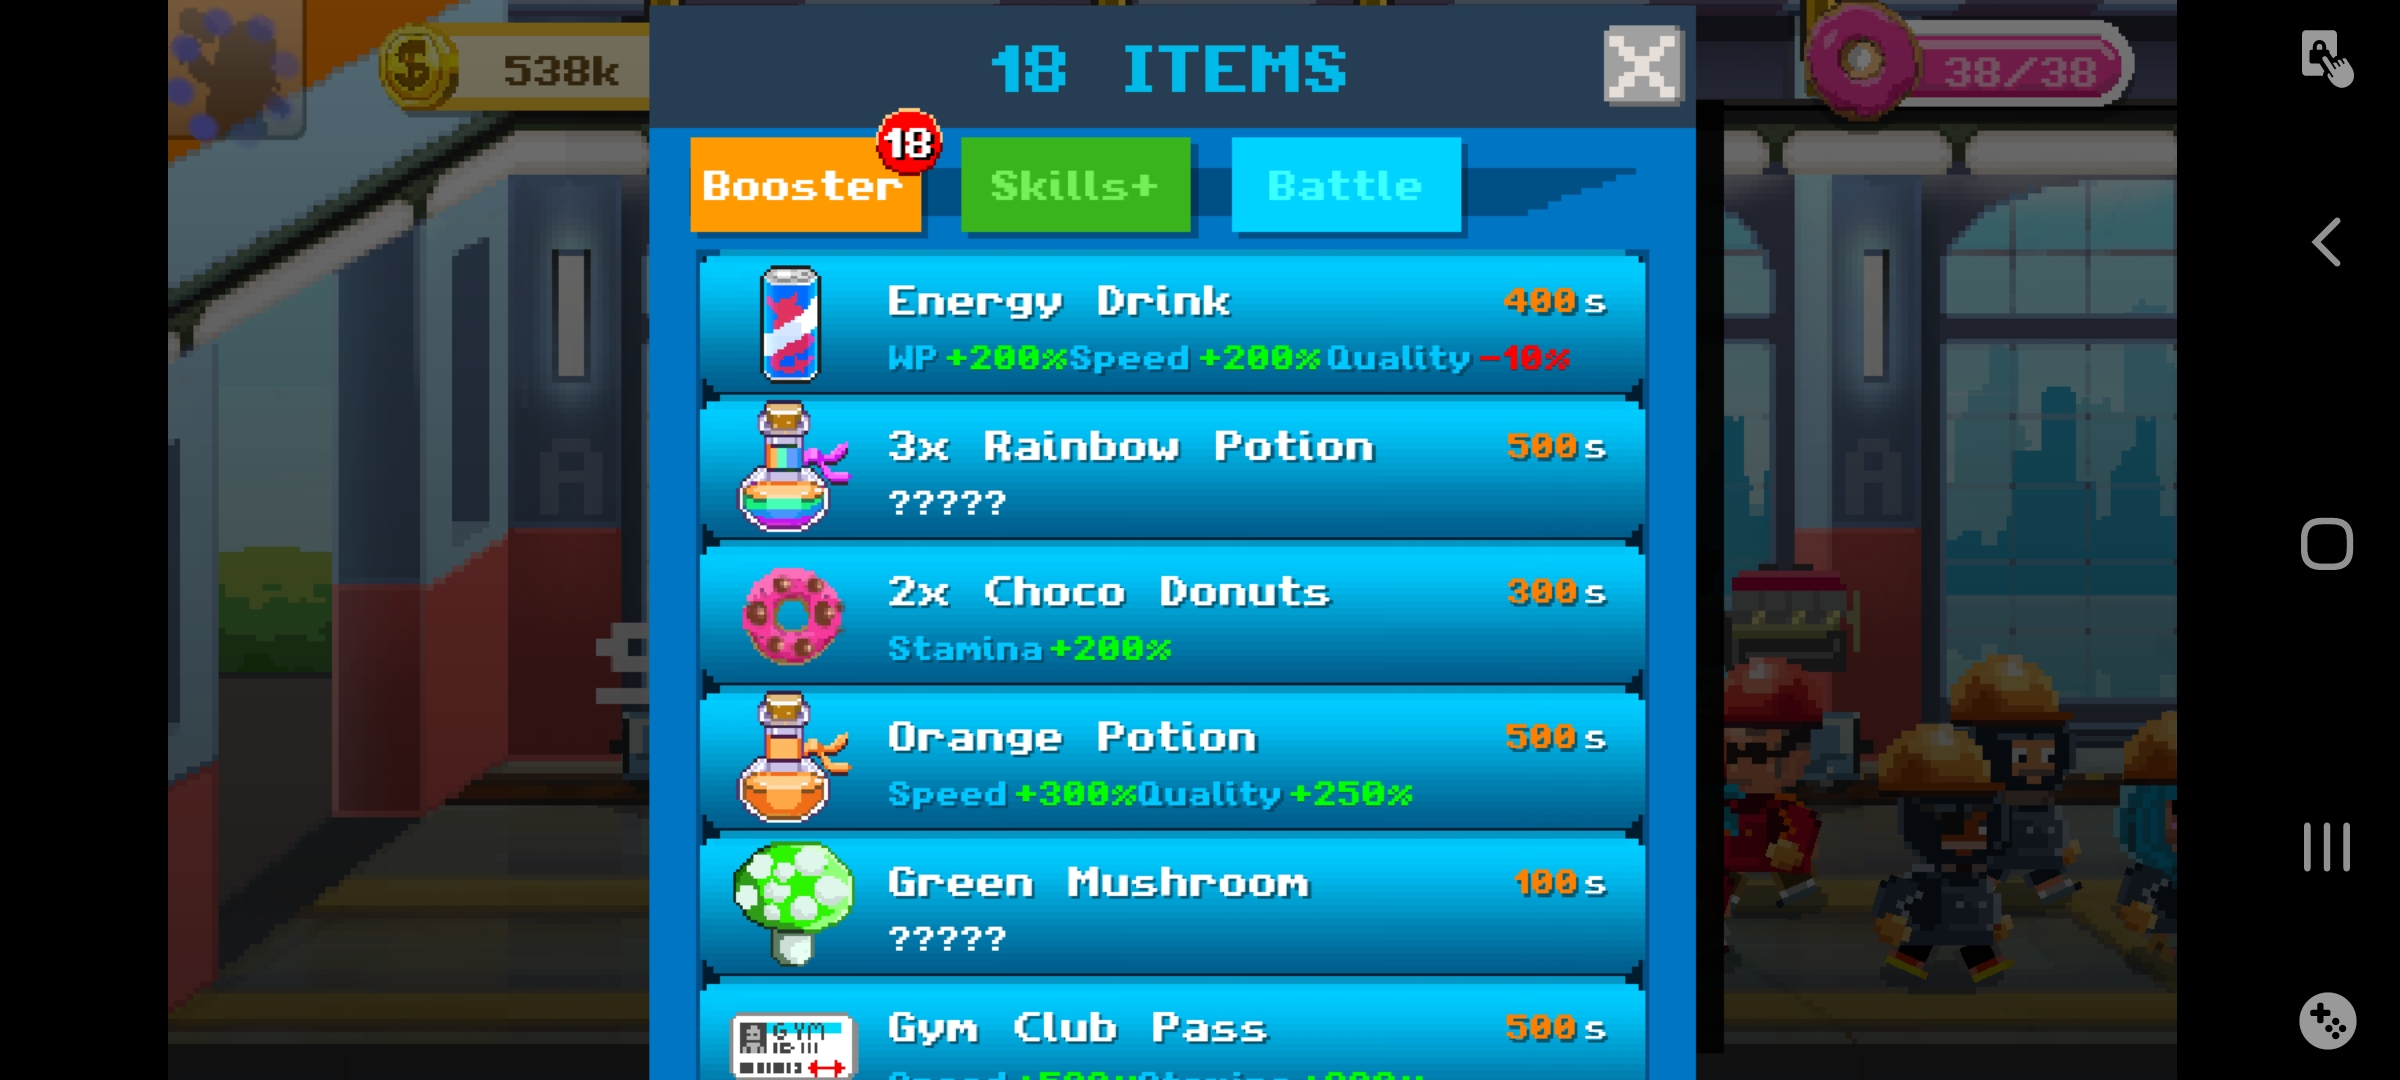 538k
18 ITEMS
38/38
Booster 18
Skills+
Battle
Energy Drink 400s
WP +200% Speed +200% Quality -10%
3x Rainbow Potion 500s
?????
2x Choco Donuts 300s
Stamina +200%
Orange Potion 500s
Speed +300% Quality +250%
Green Mushroom 100s
?????
Gym Club Pass 500s
GYM
A
A